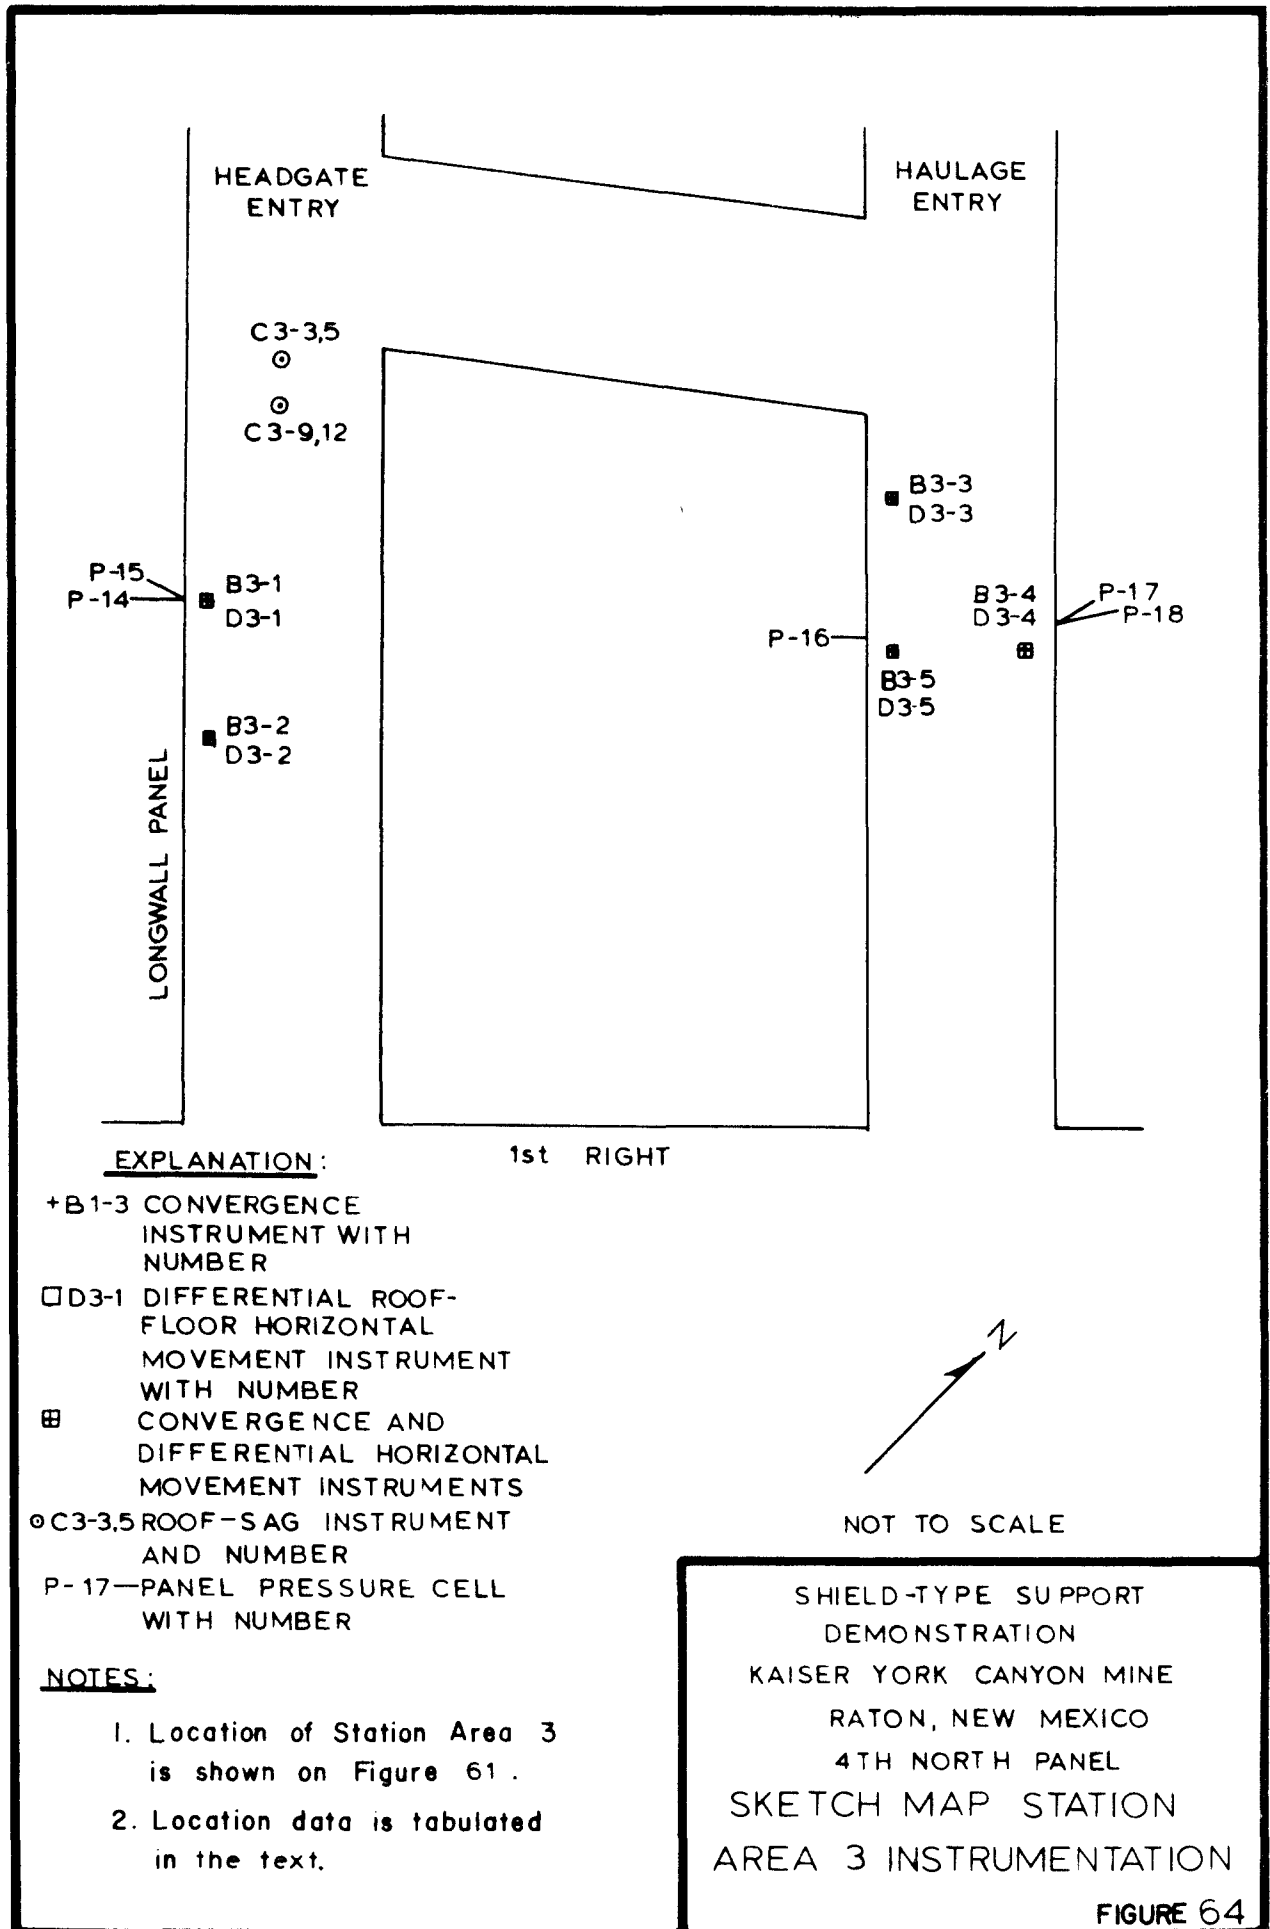 HEADGATE
ENTRY
HAULAGE
ENTRY
C3-3,5
C3-9,12
B3-3
D3-3
P-15
P-14
B3-1
D3-1
B3-4
D3-4
P-17
P-18
P-16
B3-5
D3-5
B3-2
D3-2
LONGWALL PANEL
1st RIGHT
EXPLANATION:
+B1-3 CONVERGENCE
INSTRUMENT WITH
NUMBER
D3-1 DIFFERENTIAL ROOF-
FLOOR HORIZONTAL
MOVEMENT INSTRUMENT
WITH NUMBER
CONVERGENCE AND
DIFFERENTIAL HORIZONTAL
MOVEMENT INSTRUMENTS
C3-3,5 ROOF-SAG INSTRUMENT
AND NUMBER
P-17—PANEL PRESSURE CELL
WITH NUMBER
N
NOT TO SCALE
NOTES:
1. Location of Station Area 3
is shown on Figure 61.
2. Location data is tabulated
in the text.
SHIELD-TYPE SUPPORT
DEMONSTRATION
KAISER YORK CANYON MINE
RATON, NEW MEXICO
4TH NORTH PANEL
SKETCH MAP STATION
AREA 3 INSTRUMENTATION
FIGURE 64